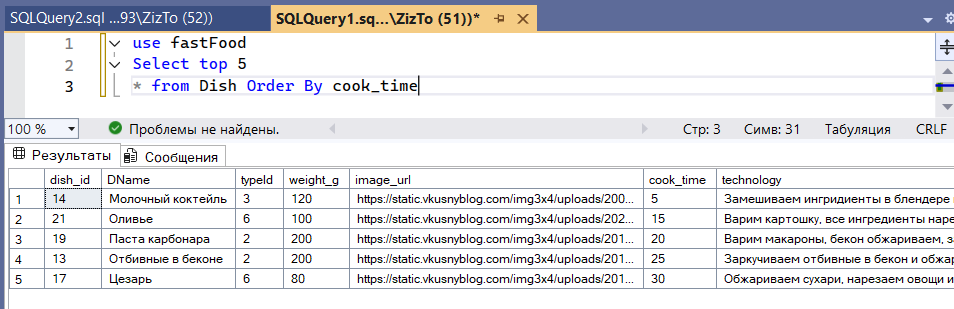 SQLQuery2.sql ...93\ZizTo (52))
SQLQuery1.sq...\ZizTo (51))*
1 use fastFood
2 Select top 5
3 * from Dish Order By cook_time
100 % Проблемы не найдены. Стр: 3 Симв: 31 Табуляция CRLF
Результаты Сообщения
dish_id DName typeId weight_g image_url cook_time technology
1 14 Молочный коктейль 3 120 https://static.vkusnyblog.com/img3x4/uploads/200... 5 Замешиваем ингридиенты в блендере
2 21 Оливье 6 100 https://static.vkusnyblog.com/img3x4/uploads/202... 15 Варим картошку, все ингредиенты наре
3 19 Паста карбонара 2 200 https://static.vkusnyblog.com/img3x4/uploads/201... 20 Варим макароны, бекон обжариваем, за
4 13 Отбивные в беконе 2 200 https://static.vkusnyblog.com/img3x4/uploads/201... 25 Заркучиваем отбивные в бекон и обжар
5 17 Цезарь 6 80 https://static.vkusnyblog.com/img3x4/uploads/201... 30 Обжариваем сухари, нарезаем овощи и